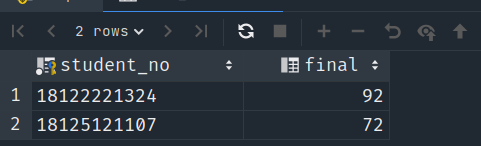 2 rows
student_no final
1 18122221324 92
2 18125121107 72